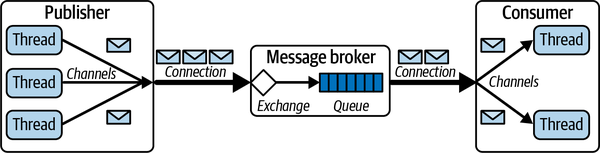 Publisher
Thread
Thread
Thread
Channels
Connection
Message broker
Exchange
Queue
Connection
Consumer
Thread
Channels
Thread